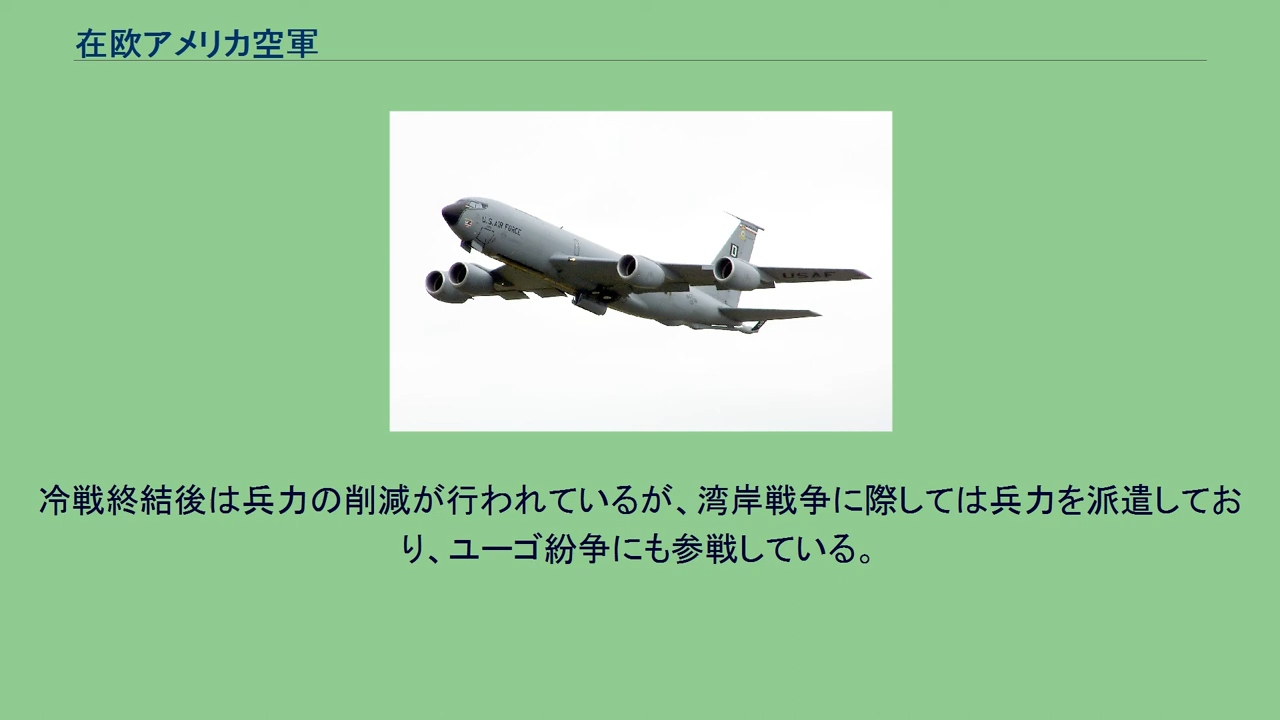 在欧アメリカ空軍
U.S. AIR FORCE
D
USAF
冷戦終結後は兵力の削減が行われているが、湾岸戦争に際しては兵力を派遣してお
り、ユーゴ紛争にも参戦している。